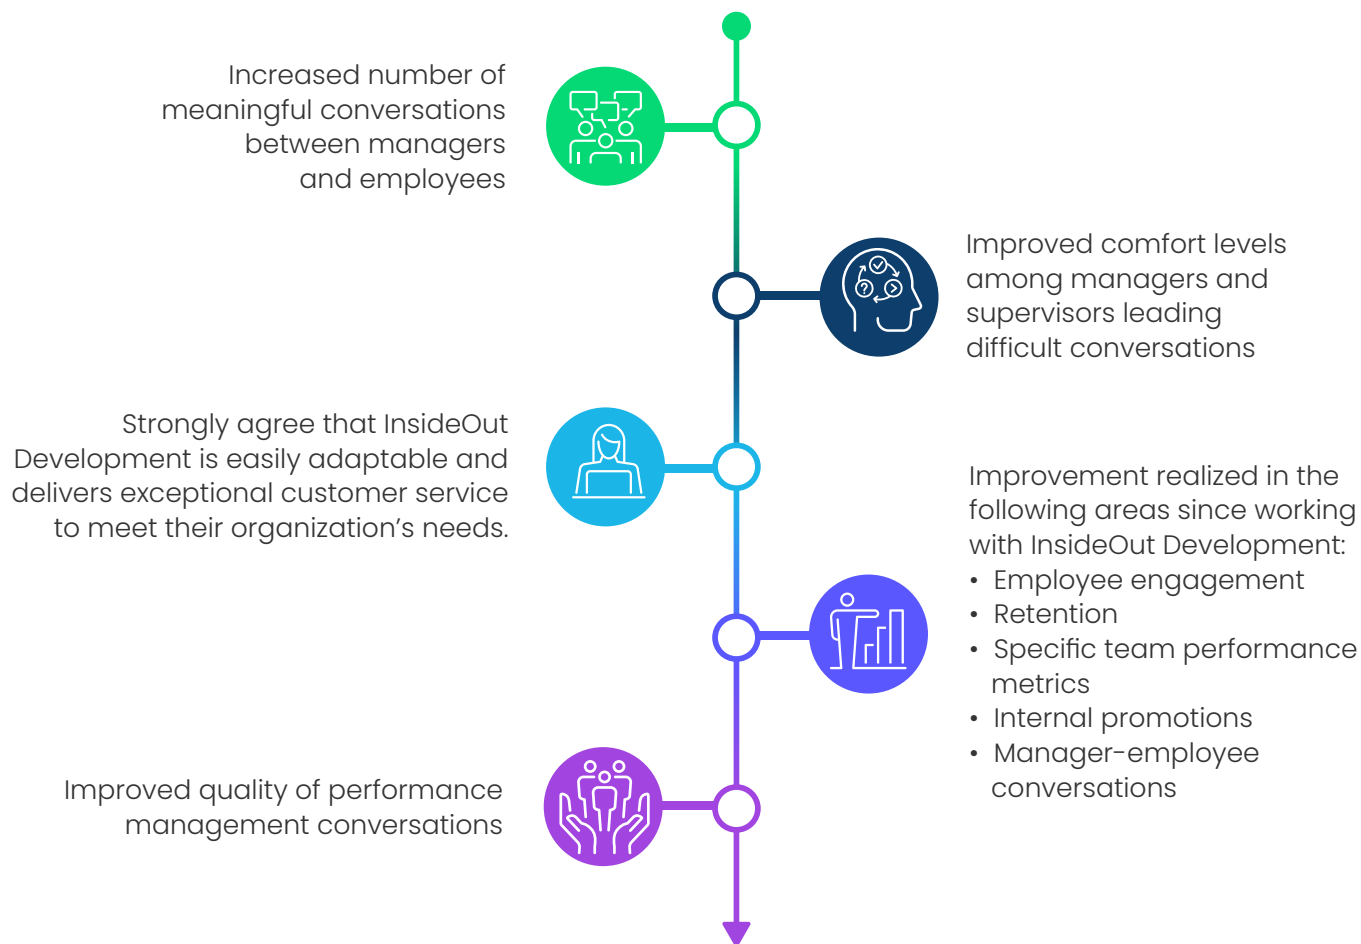 Increased number of
meaningful conversations
between managers
and employees
Improved comfort levels
among managers and
supervisors leading
difficult conversations
Strongly agree that InsideOut
Development is easily adaptable and
delivers exceptional customer service
to meet their organization’s needs.
Improvement realized in the
following areas since working
with InsideOut Development:
• Employee engagement
• Retention
• Specific team performance
metrics
• Internal promotions
• Manager-employee
conversations
Improved quality of performance
management conversations